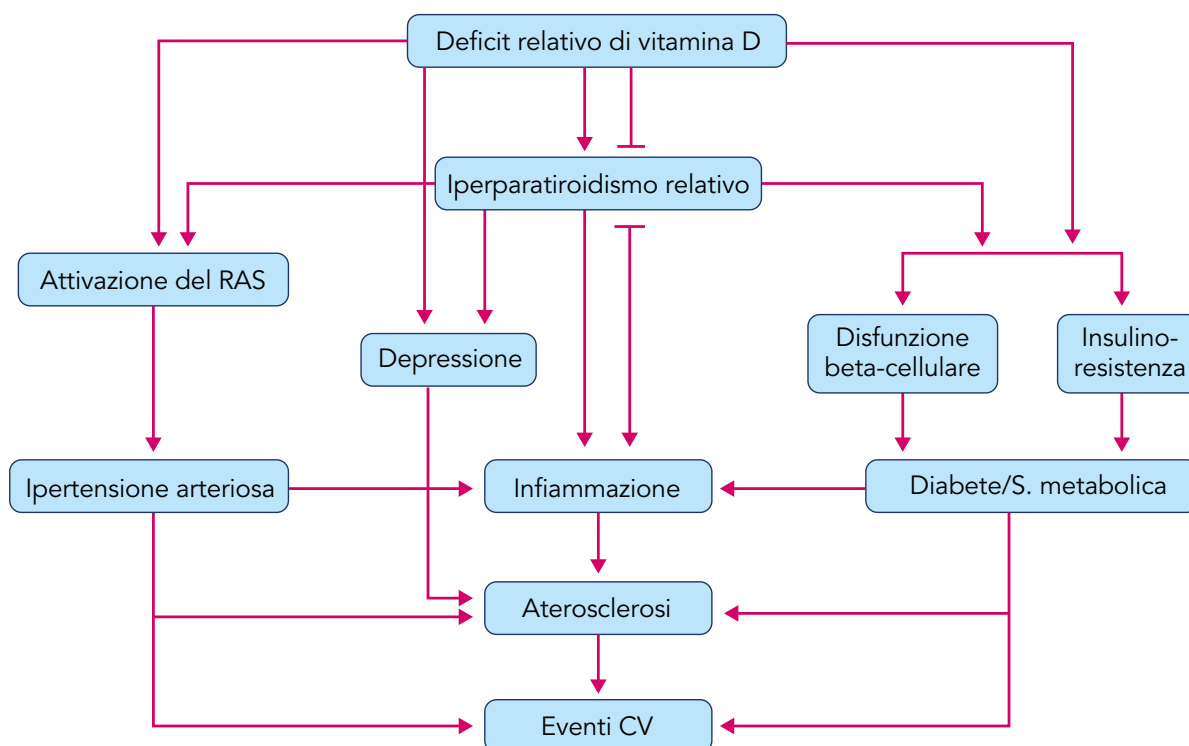 Deficit relativo di vitamina D
Iperparatiroidismo relativo
Attivazione del RAS
Depressione
Disfunzione
beta-cellulare
Insulino-
resistenza
Ipertensione arteriosa
Infiammazione
Diabete/S. metabolica
Aterosclerosi
Eventi CV